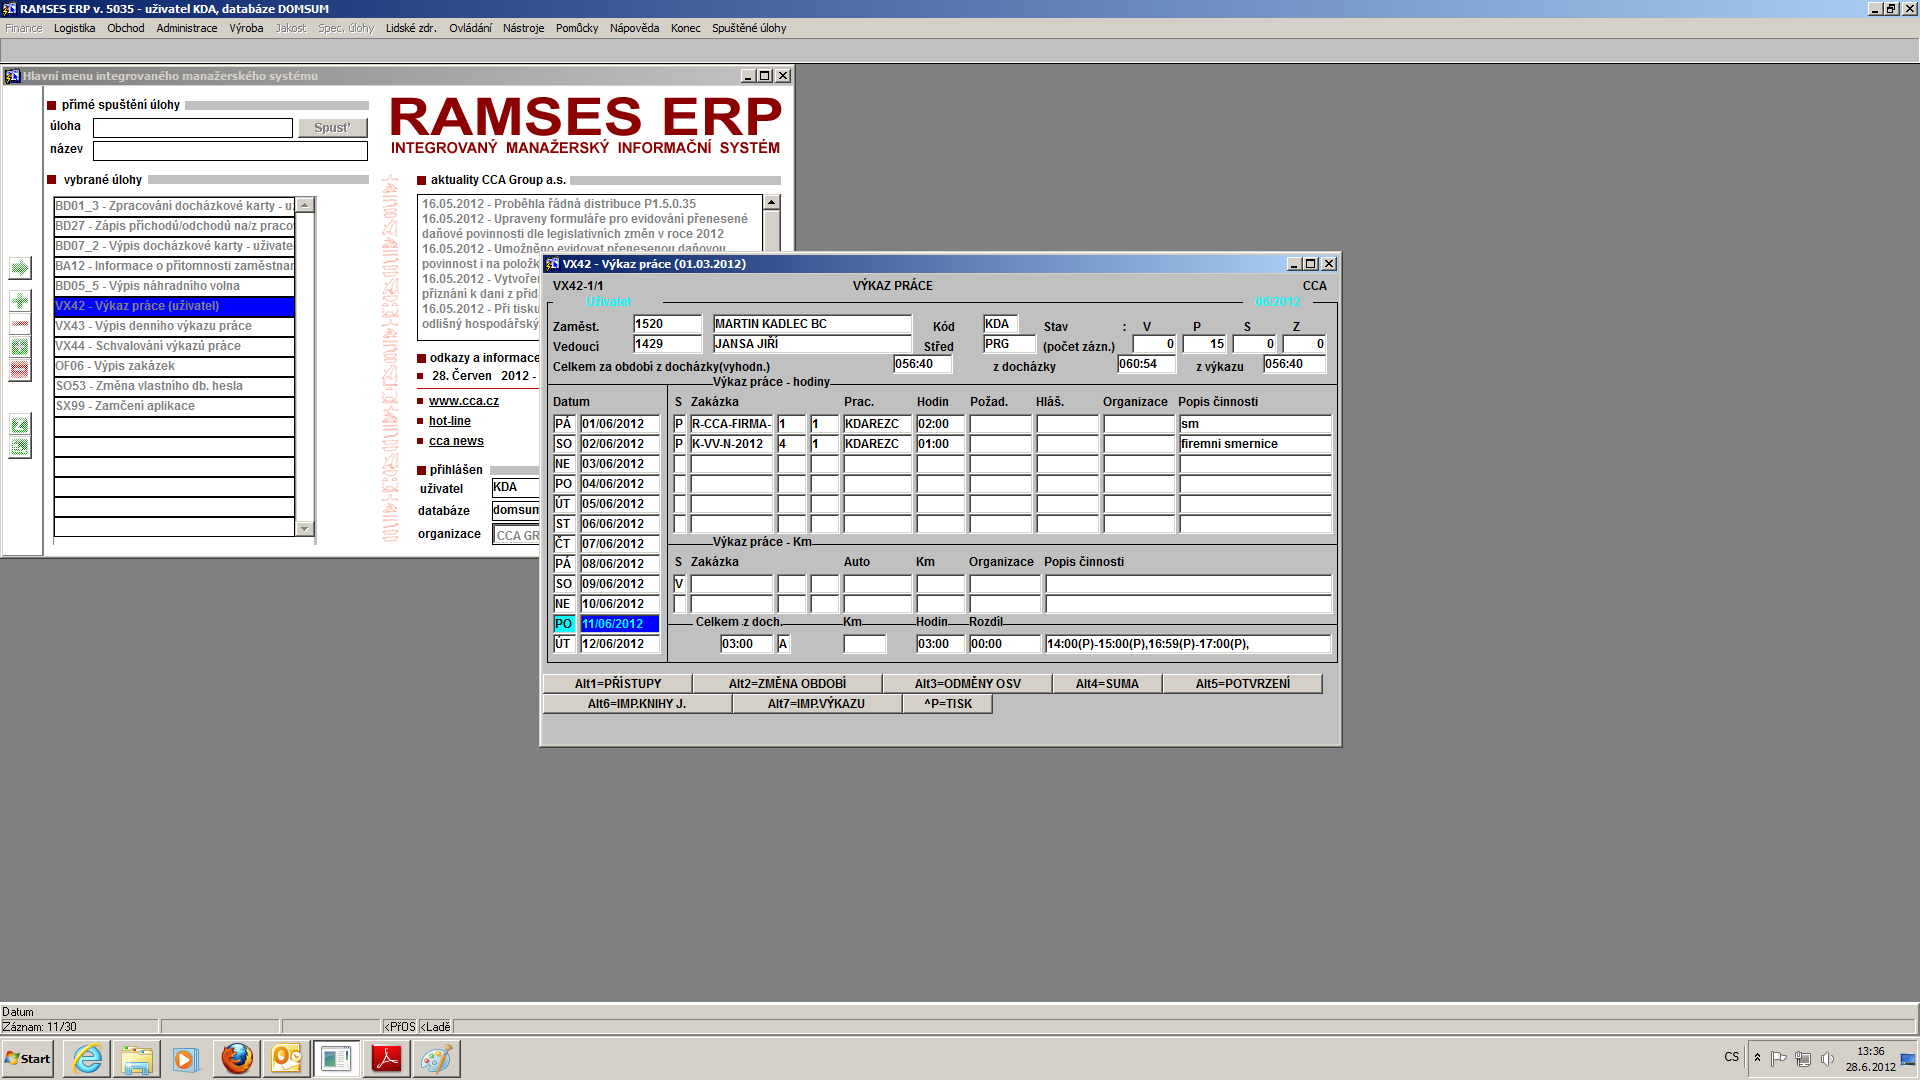 RAMSES ERP v. 5035 - uživatel KDA, databáze DOMSUM
Finance Logistika Obchod Administrace Výroba Jakost Spec. úlohy Lidské zdr. Ovládání Nástroje Pomůcky Nápověda Konec Spuštěné úlohy
Hlavní menu integrovaného manažerského systému
přímé spuštění úlohy
úloha
Spusť
název
RAMSES ERP
INTEGROVANÝ MANAŽERSKÝ INFORMAČNÍ SYSTÉM
vybrané úlohy
BD01_3 - Zpracování docházkové karty - u
BD27 - Zápis příchodů/odchodů na/z praco
BD07_2 - Výpis docházkové karty - uživate
BA12 - Informace o přítomnosti zaměstnan
BD05_5 - Výpis náhradního volna
VX42 - Výkaz práce (uživatel)
VX43 - Výpis denního výkazu práce
VX44 - Schvalování výkazů práce
OF06 - Výpis zakázek
SO53 - Změna vlastního db. hesla
SX99 - Zamčení aplikace
aktuality CCA Group a.s.
16.05.2012 - Proběhla řádná distribuce P1.5.0.35
16.05.2012 - Upraveny formuláře pro evidování přenesené
daňové povinnosti dle legislativních změn v roce 2012
16.05.2012 - Umožněno evidovat přenesenou daňovou
povinnost i na polož
16.05.2012 - Vytvoře
přiznání k dani z přid
16.05.2012 - Při tisku
odlišný hospodářský
odkazy a informace
28. Červen 2012 -
www.cca.cz
hot-line
cca news
přihlášen
uživatel KDA
databáze domsum
organizace CCA GR
VX42 - Výkaz práce (01.03.2012)
VX42-1/1 VÝKAZ PRÁCE CCA
Uživatel 06/2012
Zaměst. 1520 MARTIN KADLEC BC Kód KDA Stav : V P S Z
Vedoucí 1429 JANSA JIŘÍ Střed PRG (počet zázn.) 0 15 0 0
Celkem za období z docházky(vyhodn.) 056:40 z docházky 060:54 z výkazu 056:40
Výkaz práce - hodiny
Datum S Zakázka Prac. Hodin Požad. Hláš. Organizace Popis činnosti
PÁ 01/06/2012 P R-CCA-FIRMA- 1 1 KDAREZC 02:00 sm
SO 02/06/2012 P K-VV-N-2012 4 1 KDAREZC 01:00 firemni smernice
NE 03/06/2012
PO 04/06/2012
ÚT 05/06/2012
ST 06/06/2012
ČT 07/06/2012
Výkaz práce - Km
PÁ 08/06/2012 S Zakázka Auto Km Organizace Popis činnosti
SO 09/06/2012 V
NE 10/06/2012
PO 11/06/2012 Celkem z doch. Km Hodin Rozdíl
ÚT 12/06/2012 03:00 A 03:00 00:00 14:00(P)-15:00(P),16:59(P)-17:00(P),
Alt1=PŘÍSTUPY Alt2=ZMĚNA OBDOBÍ Alt3=ODMĚNY OSV Alt4=SUMA Alt5=POTVRZENÍ
Alt6=IMP.KNIHY J. Alt7=IMP.VÝKAZU ^P=TISK
Datum
Záznam: 11/30 <PřOS <Ladě
Start
CS
13:36
28.6.2012